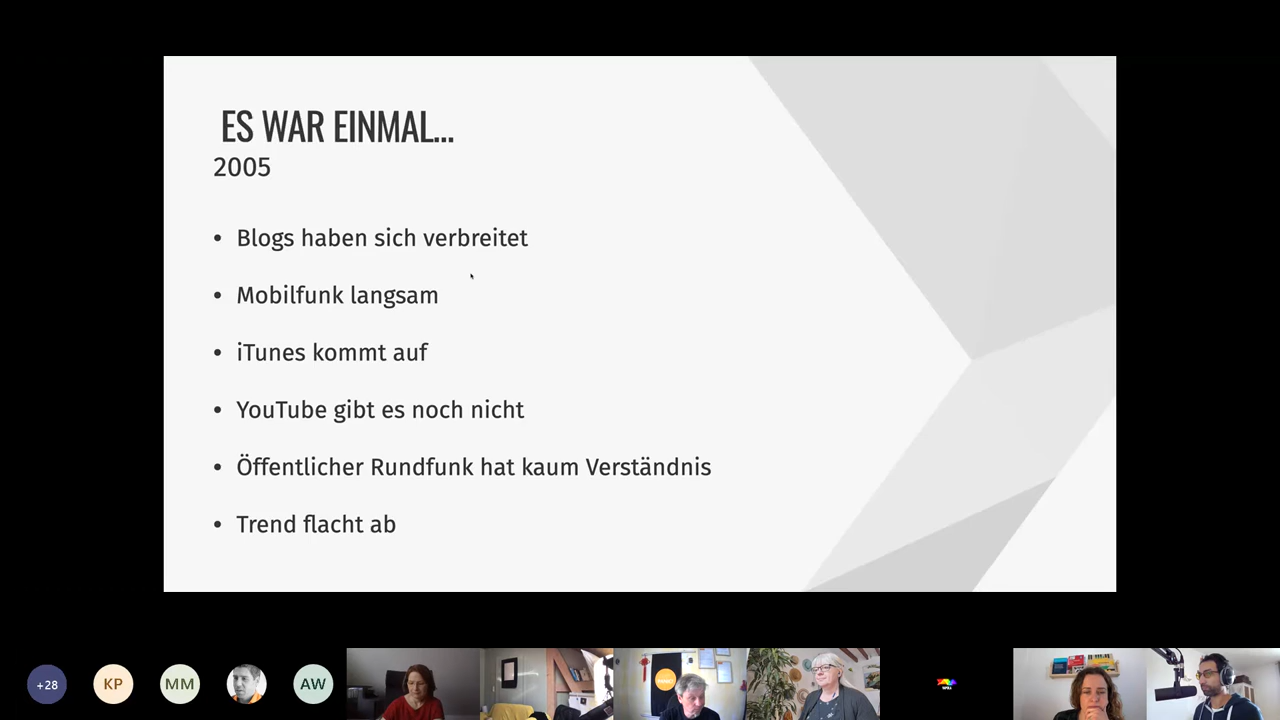 ES WAR EINMAL...
2005
• Blogs haben sich verbreitet
• Mobilfunk langsam
• iTunes kommt auf
• YouTube gibt es noch nicht
• Öffentlicher Rundfunk hat kaum Verständnis
• Trend flacht ab
+28
KP
MM
AW